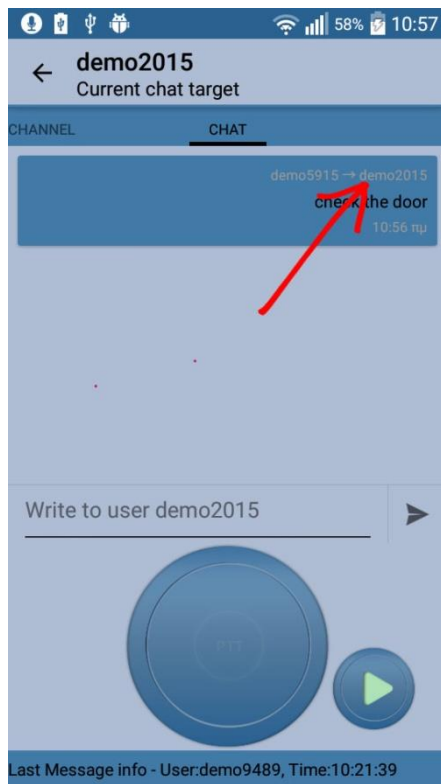 58% 10:57
demo2015
Current chat target
CHANNEL CHAT
demo5915 → demo2015
check the door
10:56 πμ
Write to user demo2015
PTT
Last Message info - User:demo9489, Time:10:21:39